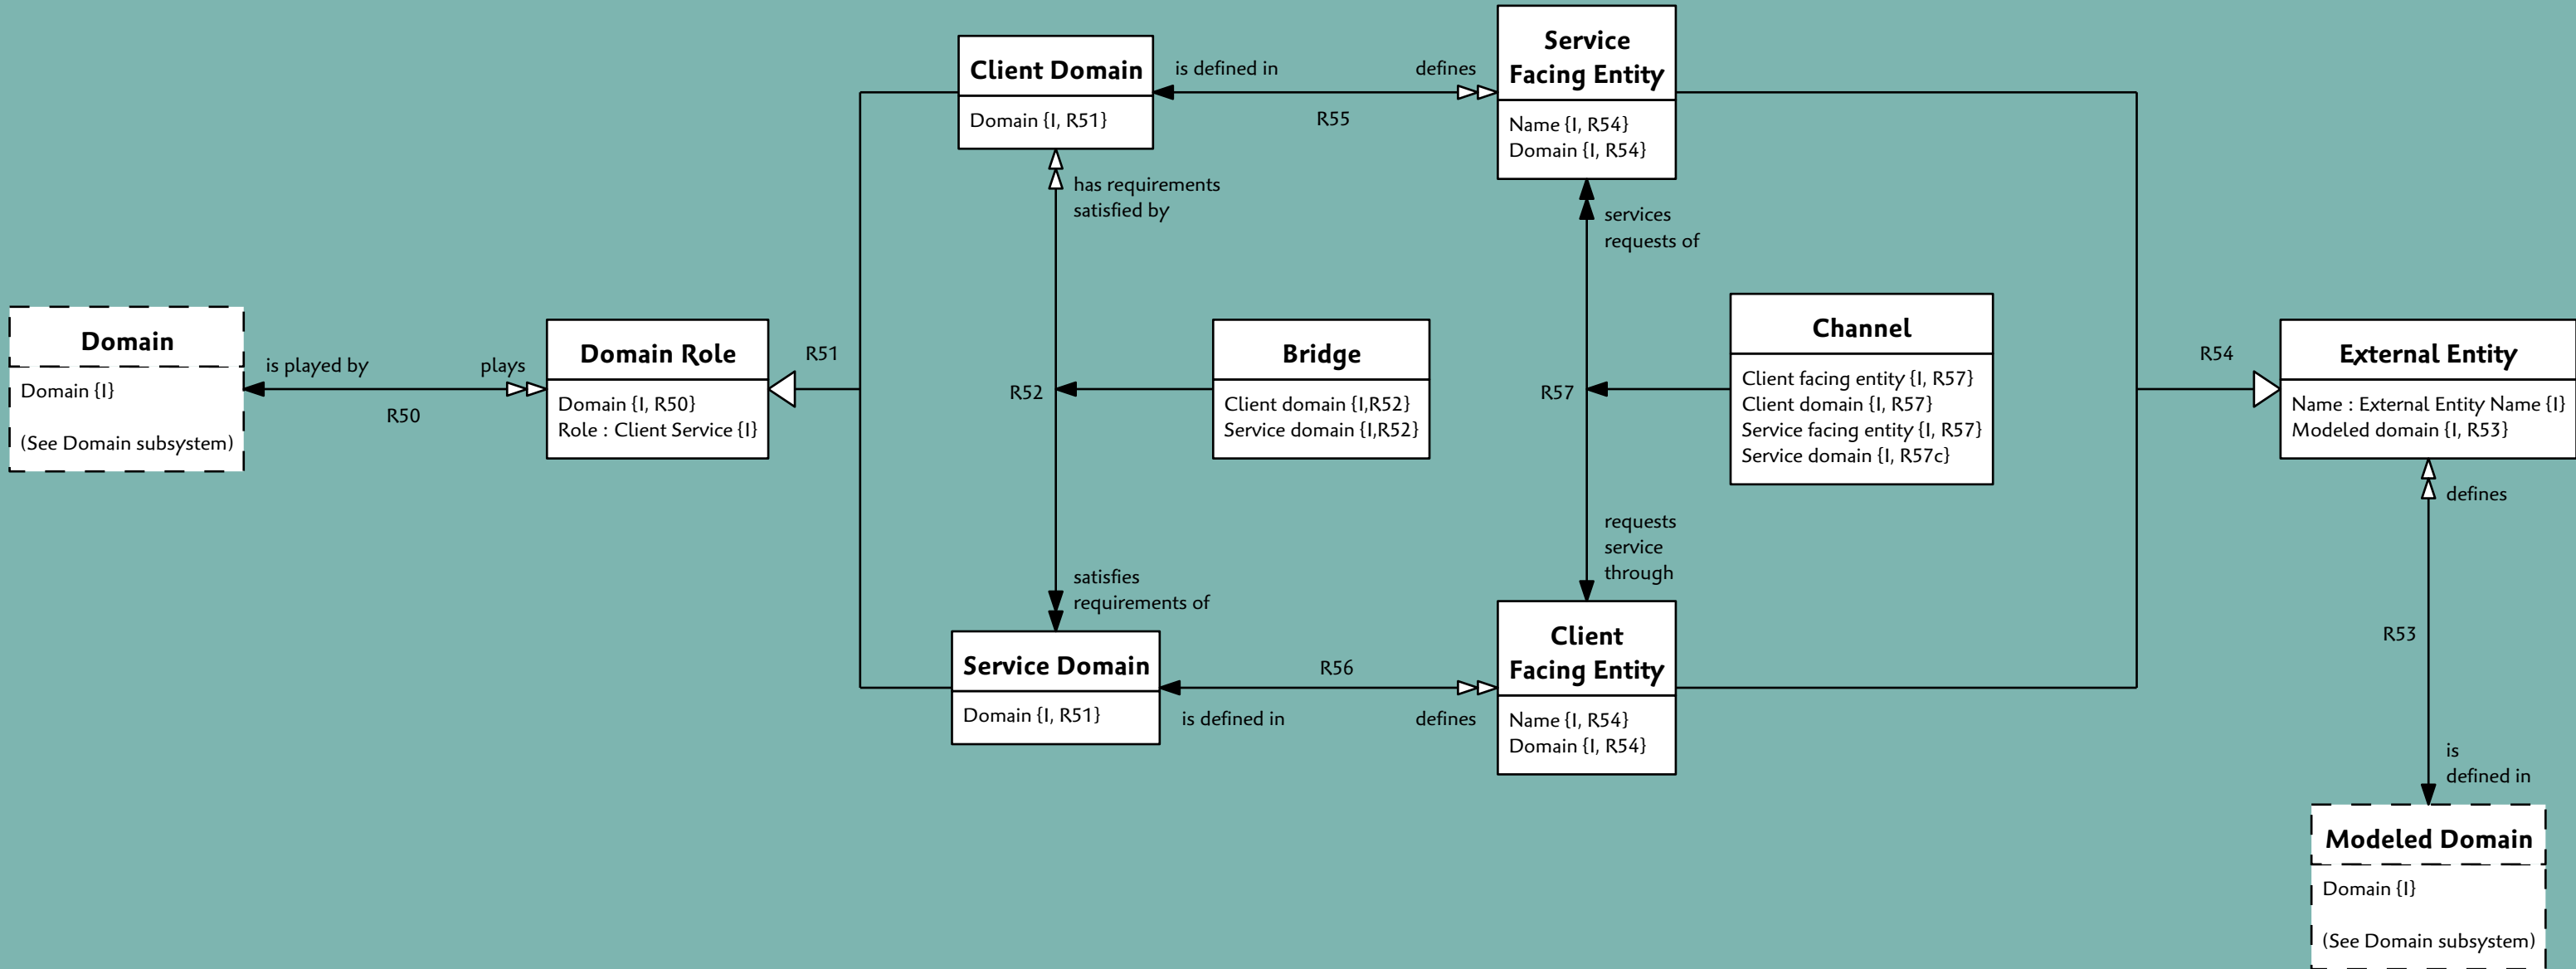 Domain
Domain {I}
(See Domain subsystem)
is played by
plays
R50
Domain Role
Domain {I, R50}
Role : Client Service {I}
R51
Client Domain
Domain {I, R51}
is defined in
defines
R55
has requirements
satisfied by
R52
satisfies
requirements of
Bridge
Client domain {I,R52}
Service domain {I,R52}
Service Domain
Domain {I, R51}
R56
is defined in
defines
Service
Facing Entity
Name {I, R54}
Domain {I, R54}
services
requests of
R57
requests
service
through
Channel
Client facing entity {I, R57}
Client domain {I, R57}
Service facing entity {I, R57}
Service domain {I, R57c}
Client
Facing Entity
Name {I, R54}
Domain {I, R54}
R54
External Entity
Name : External Entity Name {I}
Modeled domain {I, R53}
defines
R53
is
defined in
Modeled Domain
Domain {I}
(See Domain subsystem)